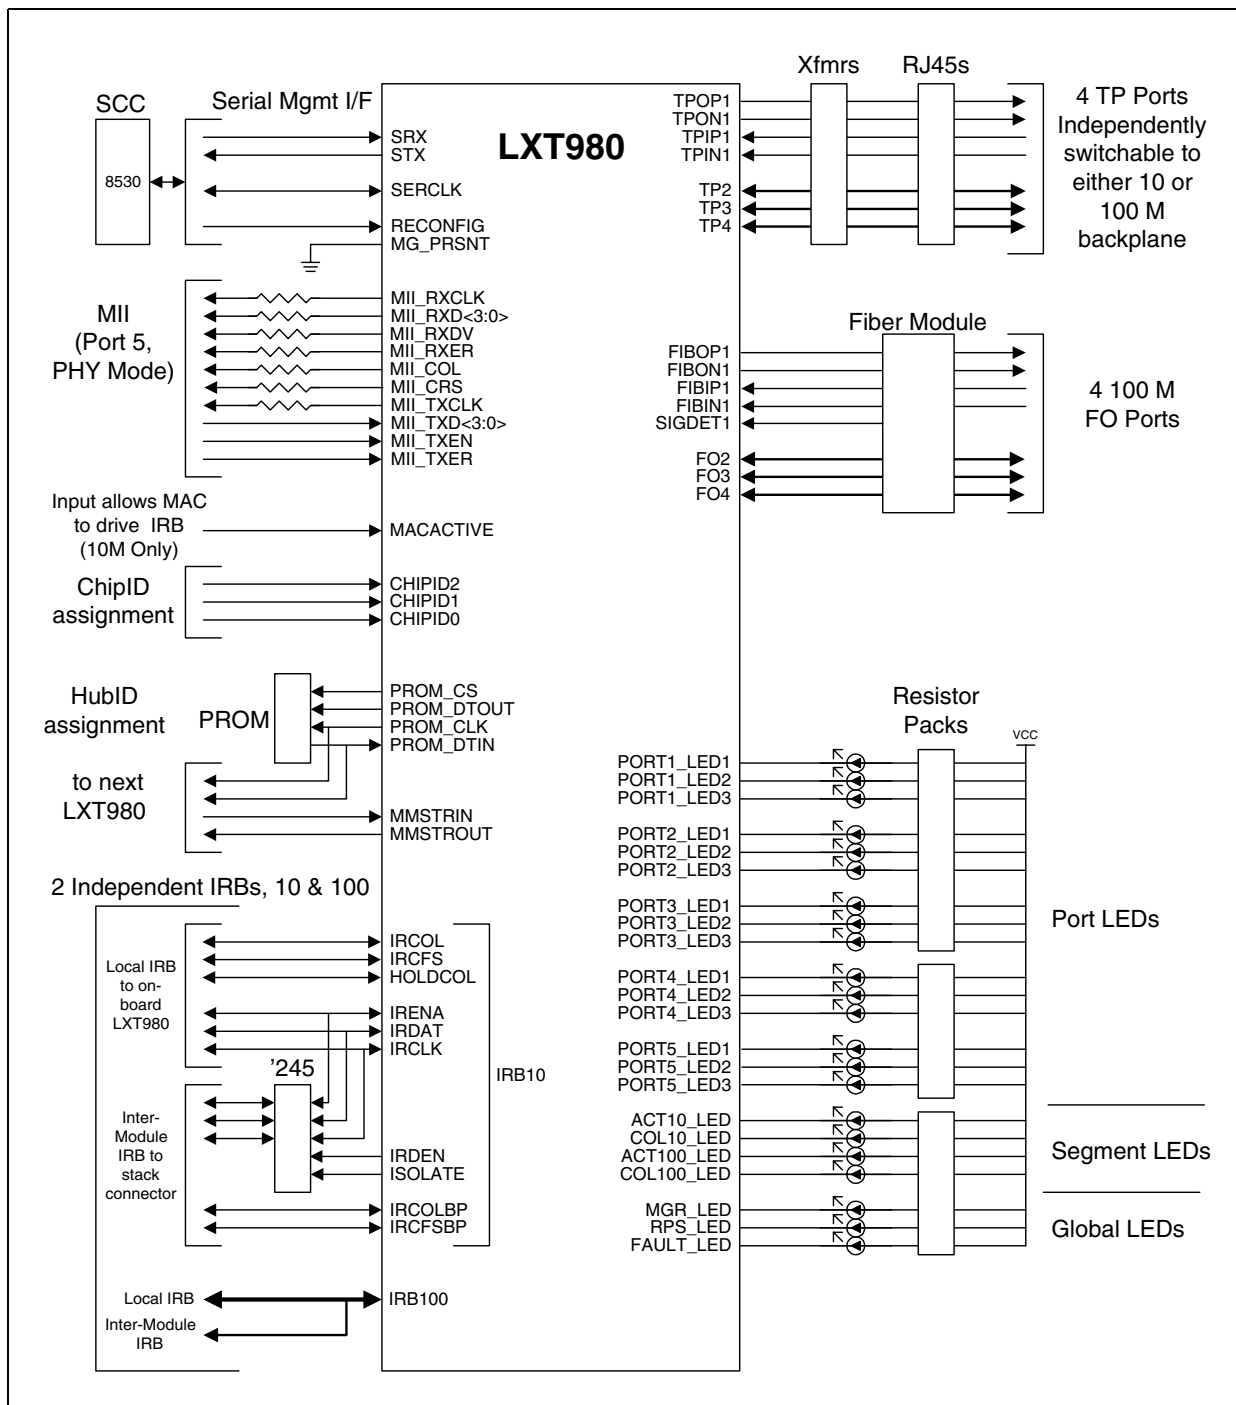 SCC
Serial Mgmt I/F
8530
SRX
STX
SERCLK
RECONFIG
MG_PRSNT
MII
(Port 5,
PHY Mode)
MII_RXCLK
MII_RXD<3:0>
MII_RXDV
MII_RXER
MII_COL
MII_CRS
MII_TXCLK
MII_TXD<3:0>
MII_TXEN
MII_TXER
Input allows MAC
to drive IRB
(10M Only)
MACACTIVE
ChipID
assignment
CHIPID2
CHIPID1
CHIPID0
HubID
assignment
PROM
PROM_CS
PROM_DTOUT
PROM_CLK
PROM_DTIN
to next
LXT980
MMSTRIN
MMSTROUT
2 Independent IRBs, 10 & 100
Local IRB
to on-
board
LXT980
IRCOL
IRCFS
HOLDCOL
IRENA
IRDAT
IRCLK
'245
IRB10
Inter-
Module
IRB to
stack
connector
IRDEN
ISOLATE
IRCOLBP
IRCFSBP
Local IRB
IRB100
Inter-Module
IRB
LXT980
Xfmrs
RJ45s
TPOP1
TPON1
TPIP1
TPIN1
TP2
TP3
TP4
4 TP Ports
Independently
switchable to
either 10 or
100 M
backplane
Fiber Module
FIBOP1
FIBON1
FIBIP1
FIBIN1
SIGDET1
FO2
FO3
FO4
4 100 M
FO Ports
Resistor
Packs
VCC
PORT1_LED1
PORT1_LED2
PORT1_LED3
PORT2_LED1
PORT2_LED2
PORT2_LED3
PORT3_LED1
PORT3_LED2
PORT3_LED3
Port LEDs
PORT4_LED1
PORT4_LED2
PORT4_LED3
PORT5_LED1
PORT5_LED2
PORT5_LED3
ACT10_LED
COL10_LED
ACT100_LED
COL100_LED
Segment LEDs
MGR_LED
RPS_LED
FAULT_LED
Global LEDs